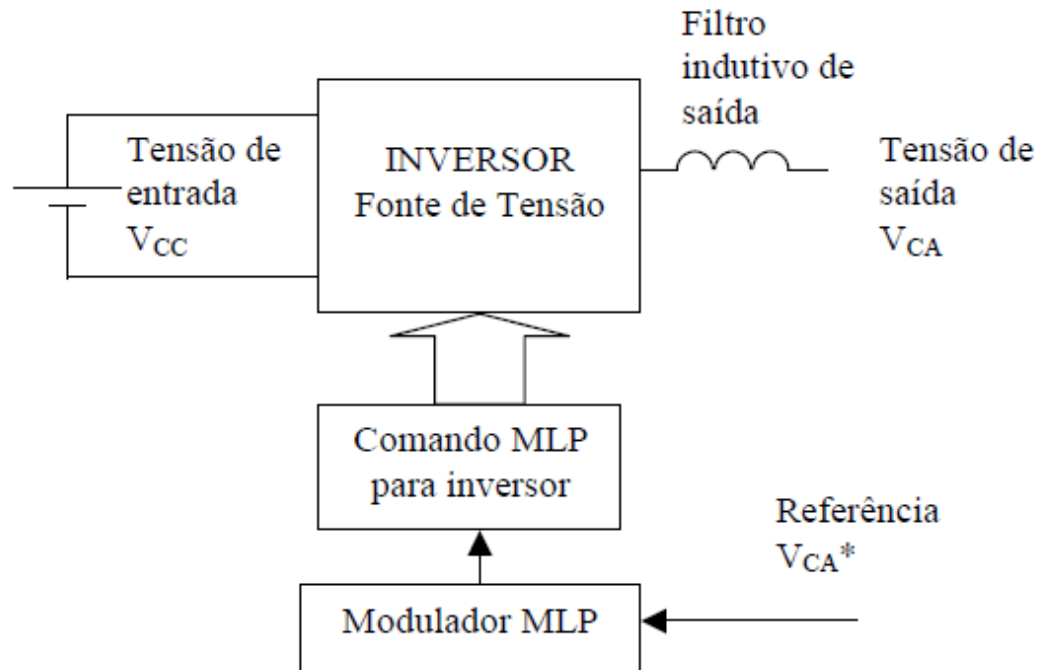 Filtro
indutivo de
saída
Tensão de
entrada
VCC
INVERSOR
Fonte de Tensão
Tensão de
saída
VCA
Comando MLP
para inversor
Referência
VCA*
Modulador MLP